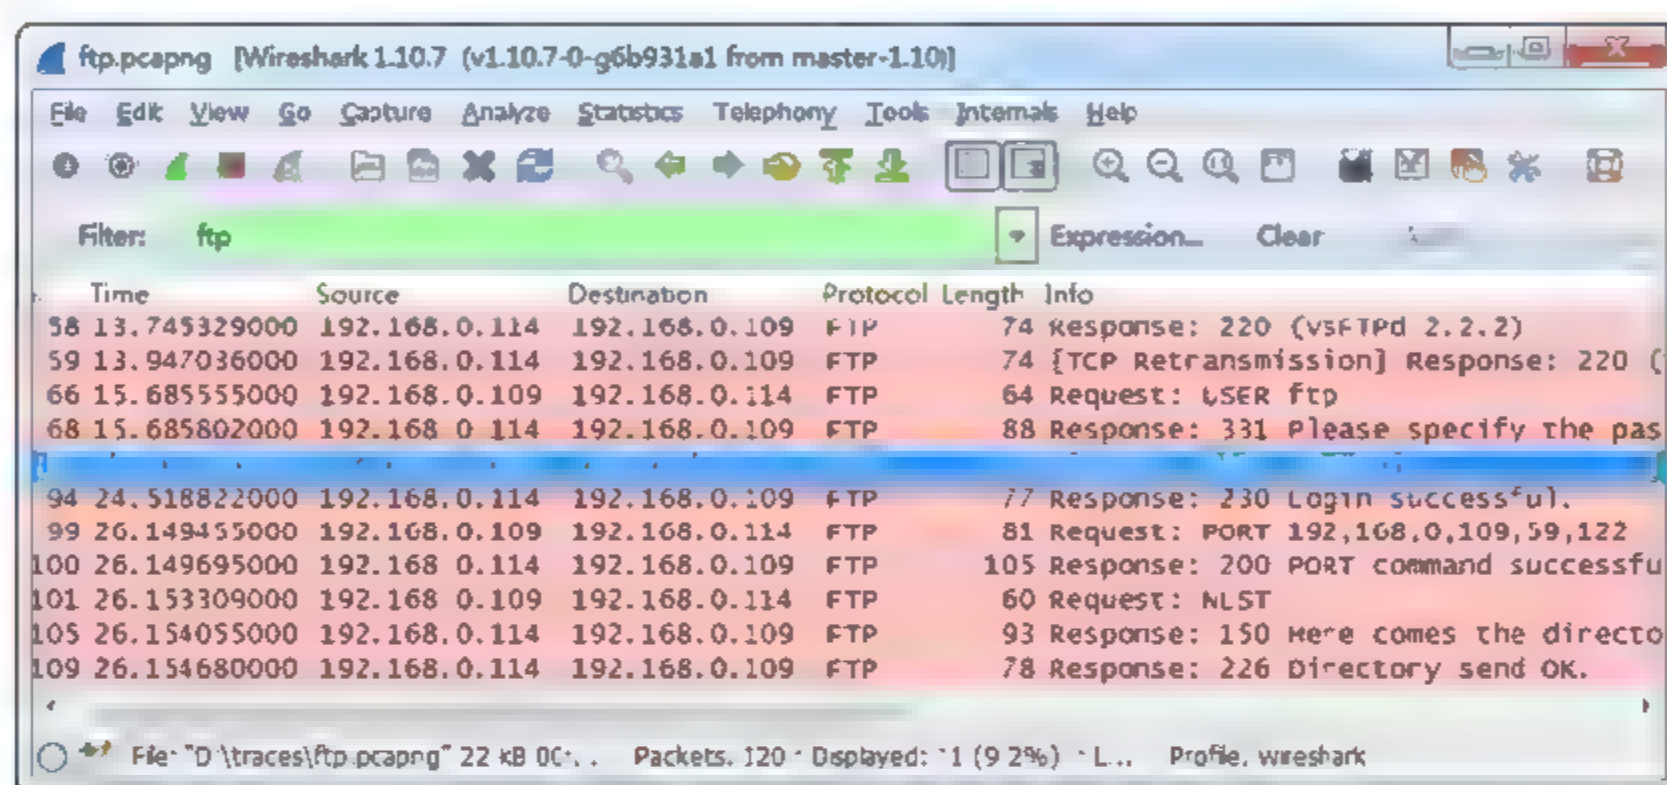 ftp.pcapng [Wireshark 1.10.7 (v1.10.7-0-g6b931a1 from master-1.10)]
File Edit View Go Capture Analyze Statistics Telephony Tools Internals Help
Filter: ftp Expression... Clear
Time Source Destination Protocol Length Info
58 13.745329000 192.168.0.114 192.168.0.109 FTP 74 Response: 220 (vsFTPd 2.2.2)
59 13.947036000 192.168.0.114 192.168.0.109 FTP 74 [TCP Retransmission] Response: 220 (
66 15.685555000 192.168.0.109 192.168.0.114 FTP 64 Request: USER ftp
68 15.685802000 192.168.0.114 192.168.0.109 FTP 88 Response: 331 Please specify the pas
94 24.518822000 192.168.0.114 192.168.0.109 FTP 77 Response: 230 Login successful.
99 26.149455000 192.168.0.109 192.168.0.114 FTP 81 Request: PORT 192,168,0,109,59,122
100 26.149695000 192.168.0.114 192.168.0.109 FTP 105 Response: 200 PORT command successfu
101 26.153309000 192.168.0.109 192.168.0.114 FTP 60 Request: NLST
105 26.154055000 192.168.0.114 192.168.0.109 FTP 93 Response: 150 Here comes the directo
109 26.154680000 192.168.0.114 192.168.0.109 FTP 78 Response: 226 Directory send OK.
File: "D:\traces\ftp.pcapng" 22 kB 00:... Packets: 120 · Displayed: 11 (9.2%) · L... Profile: wireshark